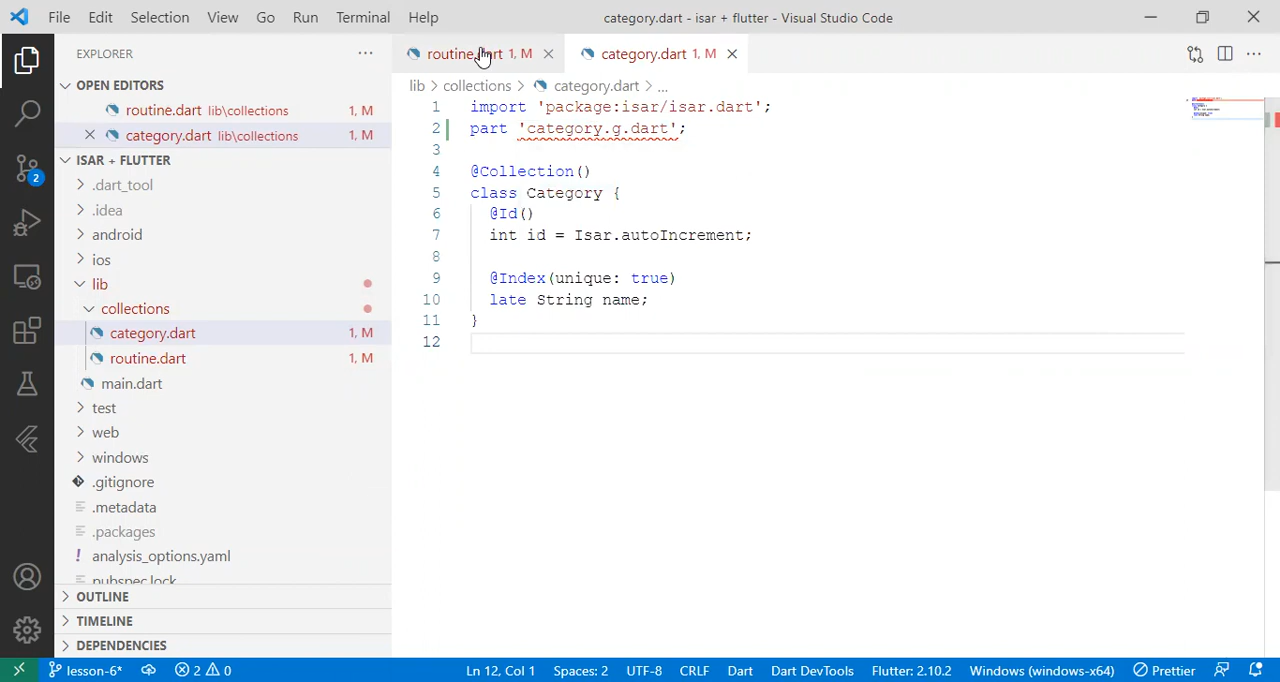 File Edit Selection View Go Run Terminal Help category.dart - isar + flutter - Visual Studio Code
EXPLORER
OPEN EDITORS
routine.dart lib\collections 1, M
category.dart lib\collections 1, M
ISAR + FLUTTER
.dart_tool
.idea
android
ios
lib
collections
category.dart 1, M
routine.dart 1, M
main.dart
test
web
windows
.gitignore
.metadata
.packages
analysis_options.yaml
pubspec.lock
OUTLINE
TIMELINE
DEPENDENCIES
2
routine.dart 1, M category.dart 1, M
lib > collections > category.dart > ...
1 import 'package:isar/isar.dart';
2 part 'category.g.dart';
3
4 @Collection()
5 class Category {
6 @Id()
7 int id = Isar.autoIncrement;
8
9 @Index(unique: true)
10 late String name;
11 }
12
lesson-6* 2 0 Ln 12, Col 1 Spaces: 2 UTF-8 CRLF Dart Dart DevTools Flutter: 2.10.2 Windows (windows-x64) Prettier